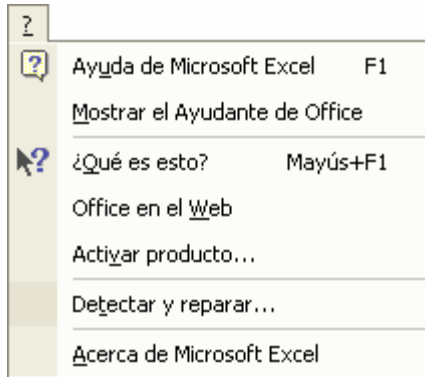 ?
Ayuda de Microsoft Excel F1
Mostrar el Ayudante de Office
¿Qué es esto? Mayús+F1
Office en el Web
Activar producto...
Detectar y reparar...
Acerca de Microsoft Excel